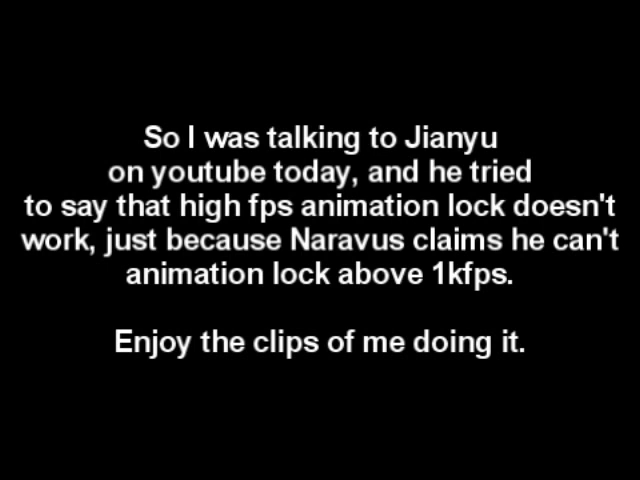 So I was talking to Jianyu
on youtube today, and he tried
to say that high fps animation lock doesn't
work, just because Naravus claims he can't
animation lock above 1kfps.
Enjoy the clips of me doing it.